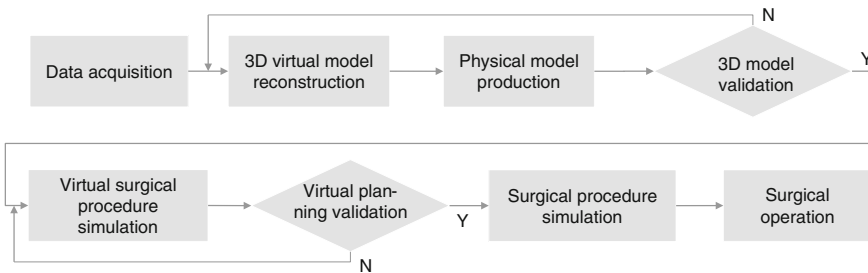 N
Data acquisition
3D virtual model
reconstruction
Physical model
production
3D model
validation
Y
Virtual surgical
procedure
simulation
Virtual plan-
ning validation
Y
Surgical procedure
simulation
Surgical
operation
N